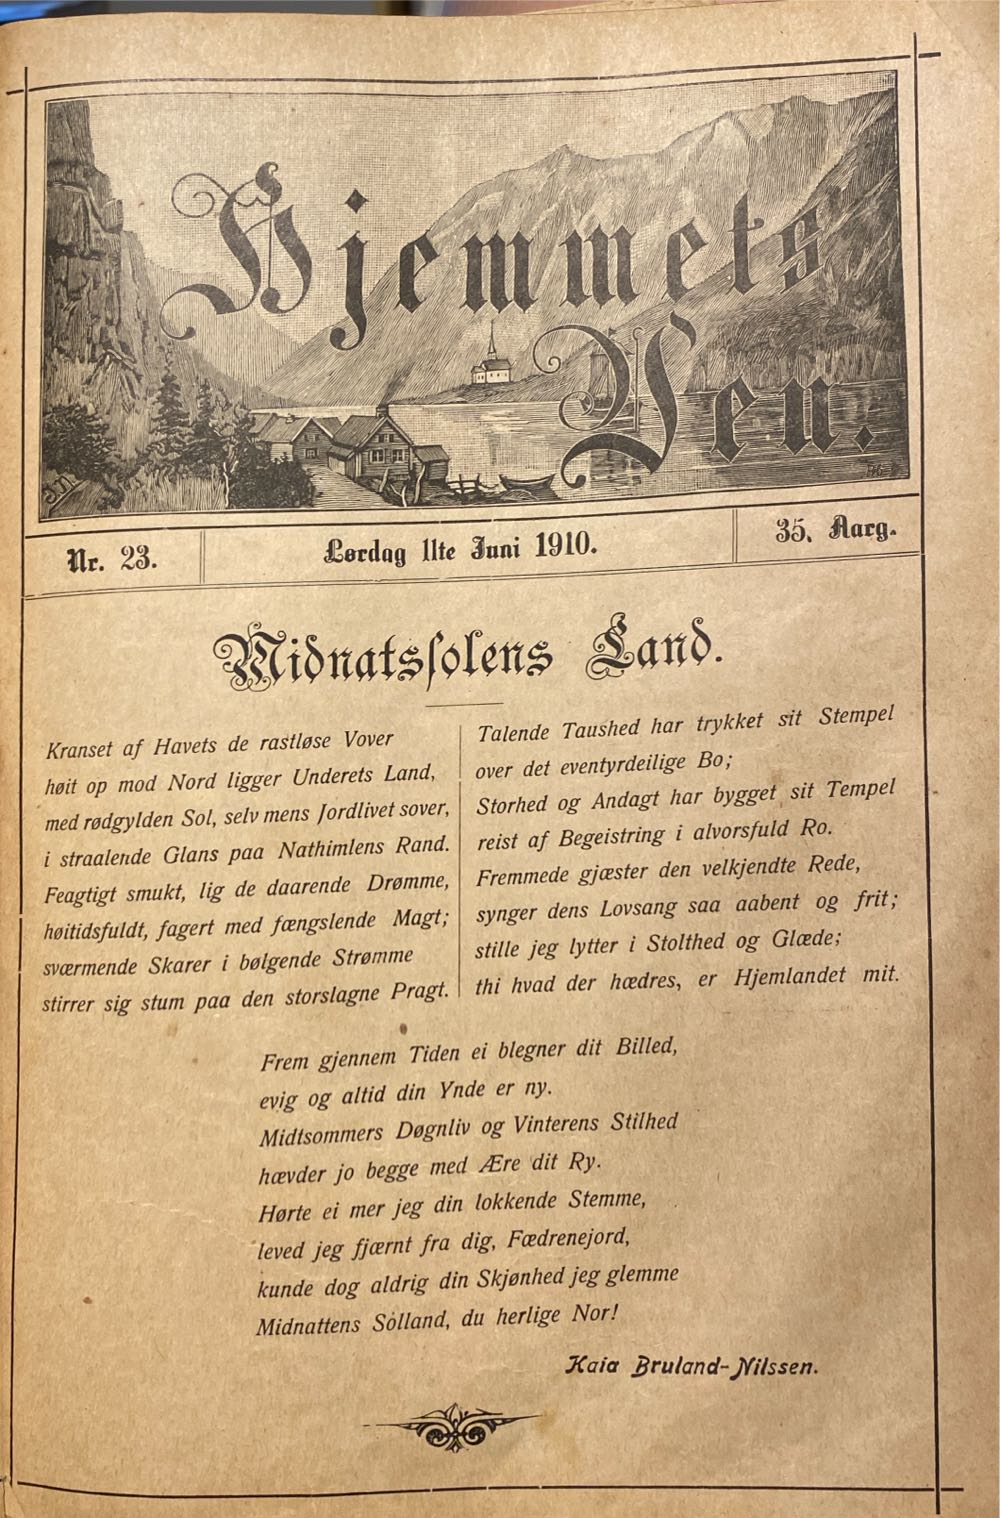 Hjemmets
Ven.
JN
Nr. 23.
Lørdag 11te Juni 1910.
35. Aarg.
Midnatssolens Land.
Kranset af Havets de rastløse Vover
høit op mod Nord ligger Underets Land,
med rødgylden Sol, selv mens Jordlivet sover,
i straalende Glans paa Nathimlens Rand.
Feagtigt smukt, lig de daarende Drømme,
høitidsfuldt, fagert med fængslende Magt;
sværmende Skarer i bølgende Strømme
stirrer sig stum paa den storslagne Pragt.
Talende Taushed har trykket sit Stempel
over det eventyrdeilige Bo;
Storhed og Andagt har bygget sit Tempel
reist af Begeistring i alvorsfuld Ro.
Fremmede gjæster den velkjendte Rede,
synger dens Lovsang saa aabent og frit;
stille jeg lytter i Stolthed og Glæde;
thi hvad der hædres, er Hjemlandet mit.
Frem gjennem Tiden ei blegner dit Billed,
evig og altid din Ynde er ny.
Midtsommers Døgnliv og Vinterens Stilhed
hævder jo begge med Ære dit Ry.
Hørte ei mer jeg din lokkende Stemme,
leved jeg fjærnt fra dig, Fædrenejord,
kunde dog aldrig din Skjønhed jeg glemme
Midnattens Solland, du herlige Nor!
Kaia Bruland-Nilssen.